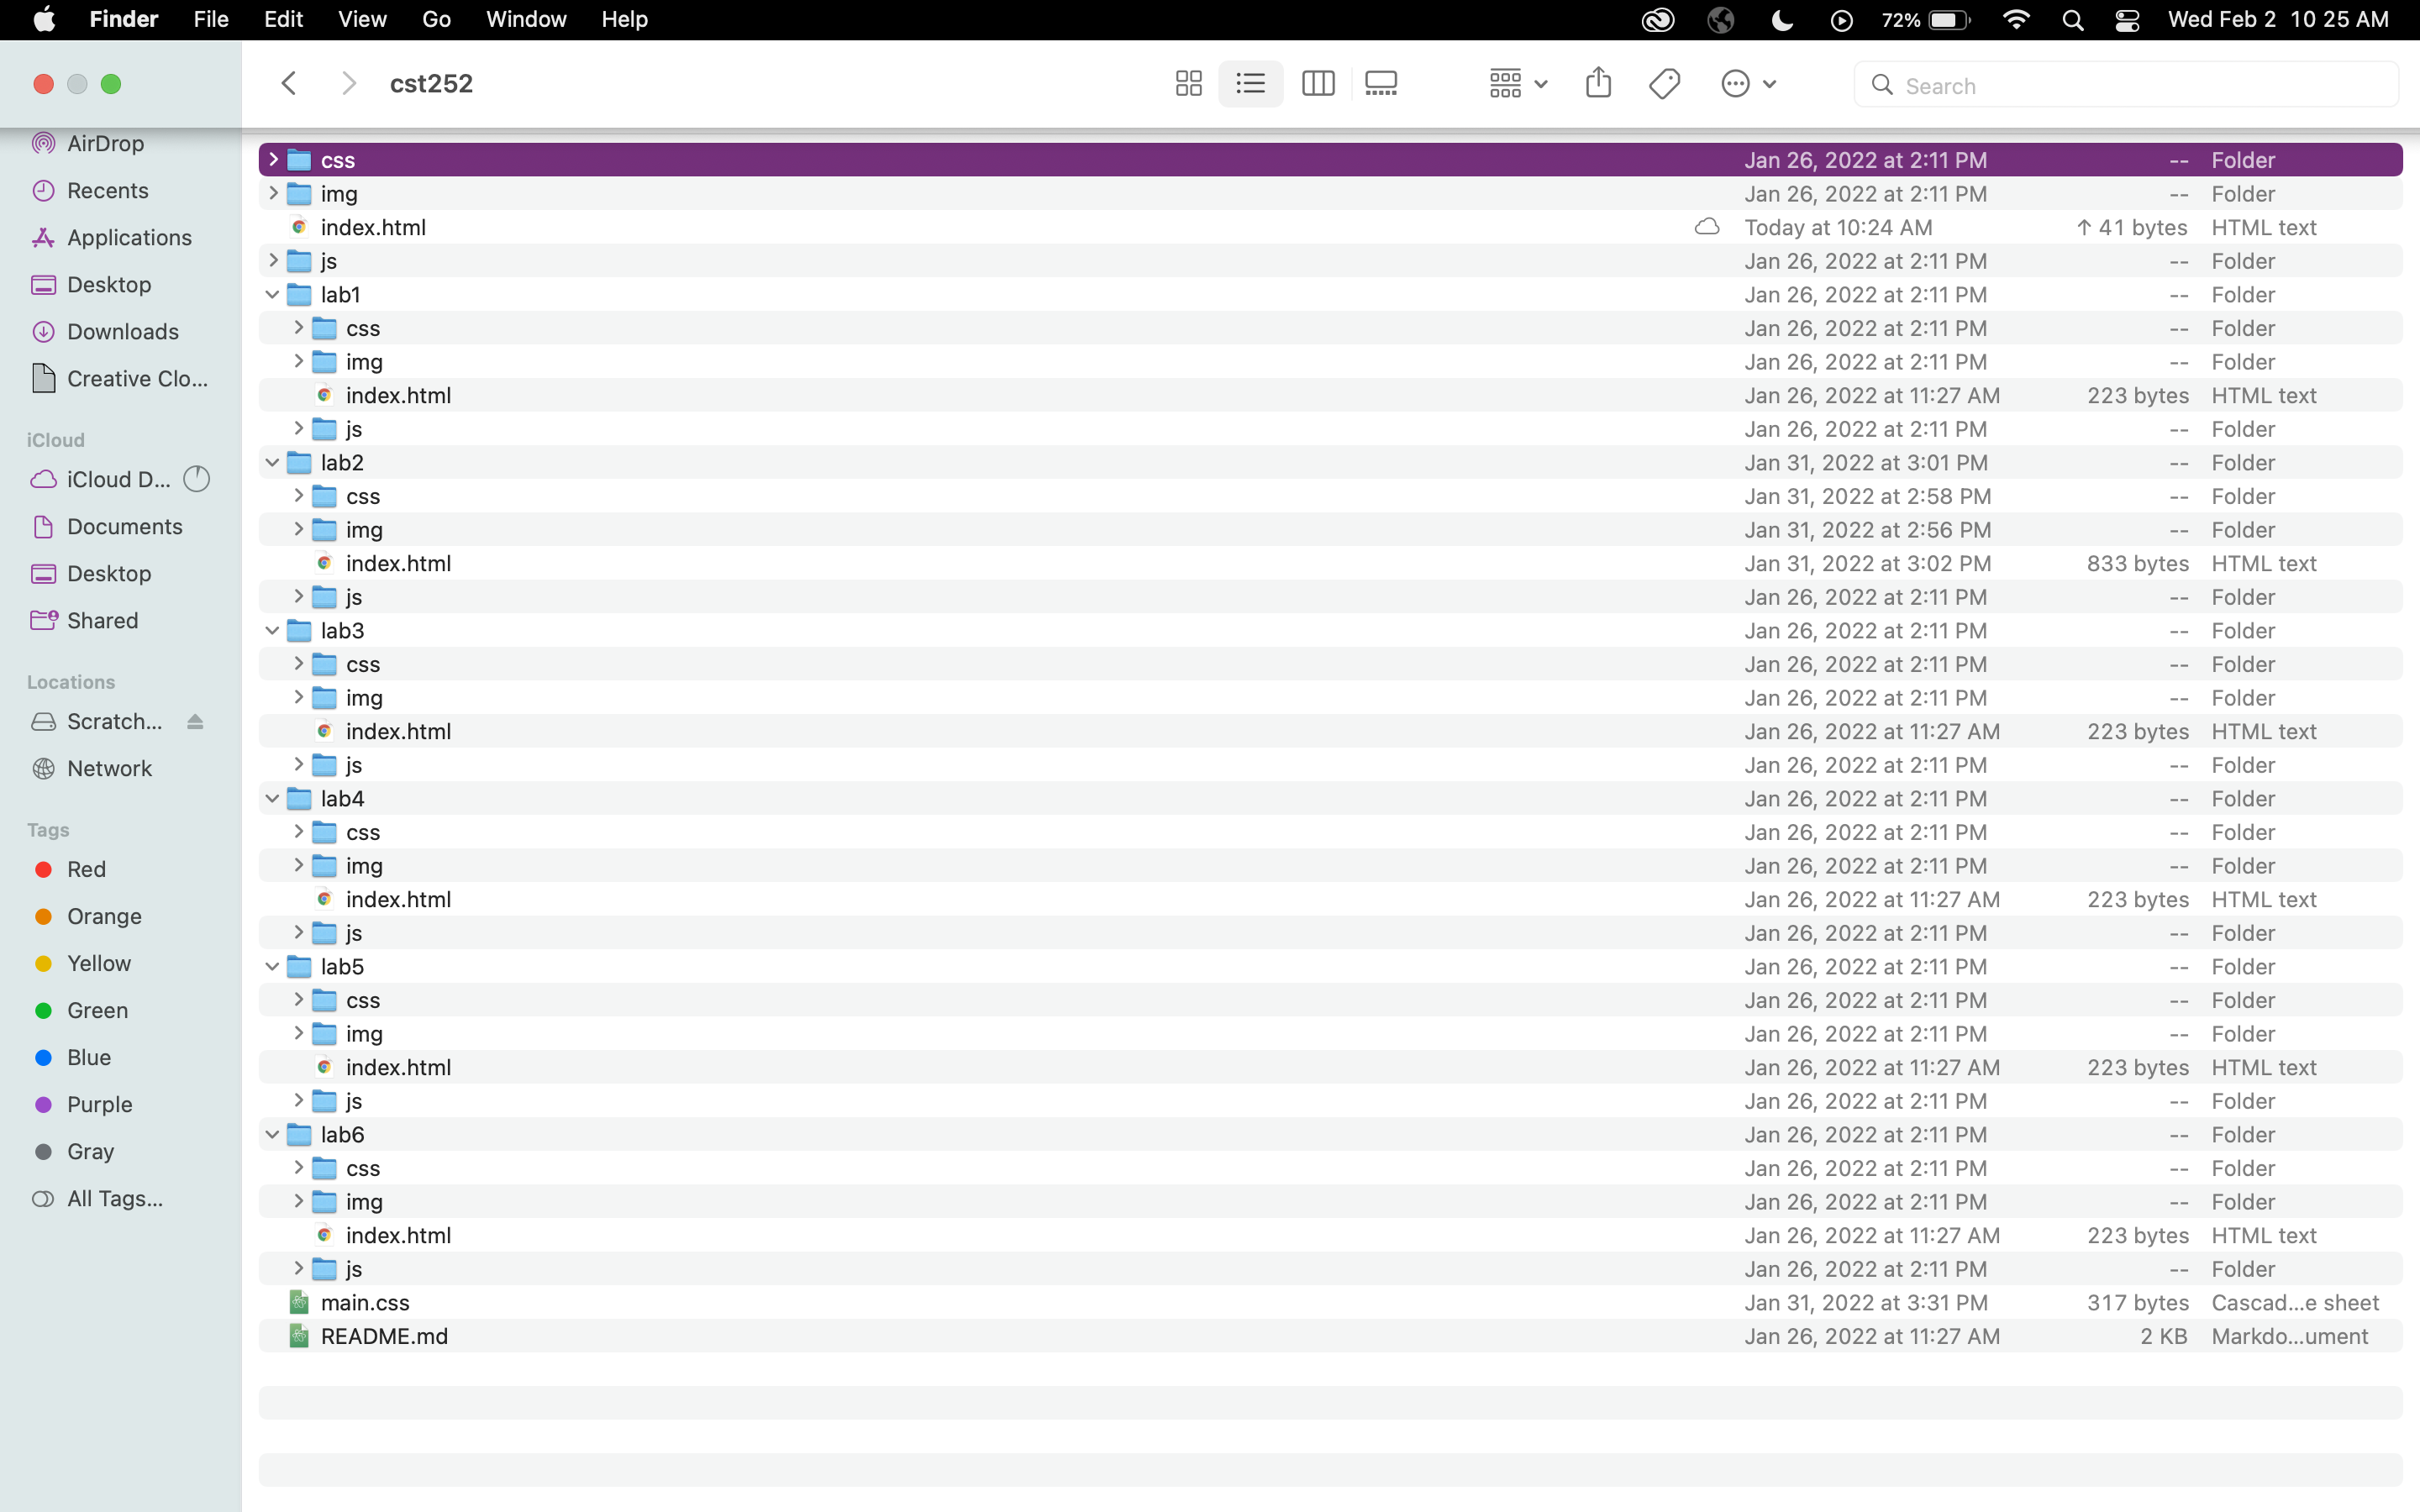 Finder File Edit View Go Window Help 72% Wed Feb 2 10 25 AM
cst252
Search
AirDrop
Recents
Applications
Desktop
Downloads
Creative Clo...
iCloud
iCloud D...
Documents
Desktop
Shared
Locations
Scratch...
Network
Tags
Red
Orange
Yellow
Green
Blue
Purple
Gray
All Tags...
css Jan 26, 2022 at 2:11 PM -- Folder
img Jan 26, 2022 at 2:11 PM -- Folder
index.html Today at 10:24 AM ↑ 41 bytes HTML text
js Jan 26, 2022 at 2:11 PM -- Folder
lab1 Jan 26, 2022 at 2:11 PM -- Folder
css Jan 26, 2022 at 2:11 PM -- Folder
img Jan 26, 2022 at 2:11 PM -- Folder
index.html Jan 26, 2022 at 11:27 AM 223 bytes HTML text
js Jan 26, 2022 at 2:11 PM -- Folder
lab2 Jan 31, 2022 at 3:01 PM -- Folder
css Jan 31, 2022 at 2:58 PM -- Folder
img Jan 31, 2022 at 2:56 PM -- Folder
index.html Jan 31, 2022 at 3:02 PM 833 bytes HTML text
js Jan 26, 2022 at 2:11 PM -- Folder
lab3 Jan 26, 2022 at 2:11 PM -- Folder
css Jan 26, 2022 at 2:11 PM -- Folder
img Jan 26, 2022 at 2:11 PM -- Folder
index.html Jan 26, 2022 at 11:27 AM 223 bytes HTML text
js Jan 26, 2022 at 2:11 PM -- Folder
lab4 Jan 26, 2022 at 2:11 PM -- Folder
css Jan 26, 2022 at 2:11 PM -- Folder
img Jan 26, 2022 at 2:11 PM -- Folder
index.html Jan 26, 2022 at 11:27 AM 223 bytes HTML text
js Jan 26, 2022 at 2:11 PM -- Folder
lab5 Jan 26, 2022 at 2:11 PM -- Folder
css Jan 26, 2022 at 2:11 PM -- Folder
img Jan 26, 2022 at 2:11 PM -- Folder
index.html Jan 26, 2022 at 11:27 AM 223 bytes HTML text
js Jan 26, 2022 at 2:11 PM -- Folder
lab6 Jan 26, 2022 at 2:11 PM -- Folder
css Jan 26, 2022 at 2:11 PM -- Folder
img Jan 26, 2022 at 2:11 PM -- Folder
index.html Jan 26, 2022 at 11:27 AM 223 bytes HTML text
js Jan 26, 2022 at 2:11 PM -- Folder
main.css Jan 31, 2022 at 3:31 PM 317 bytes Cascad...e sheet
README.md Jan 26, 2022 at 11:27 AM 2 KB Markdo...ument